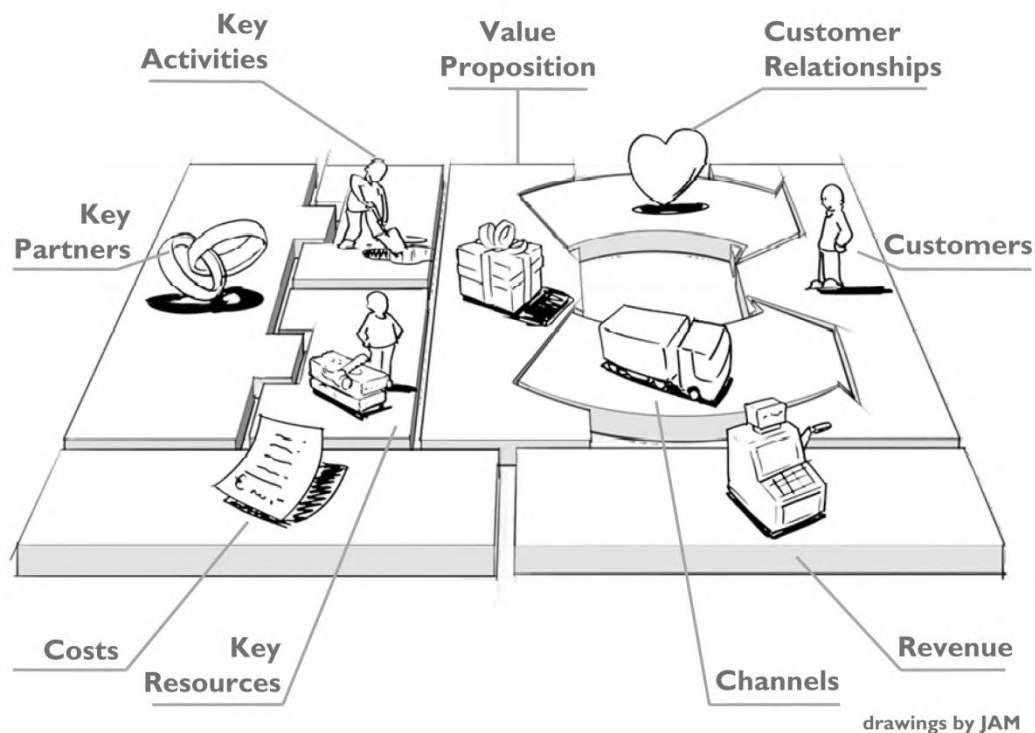 Key
Activities
Value
Proposition
Customer
Relationships
Key
Partners
Customers
Costs
Key
Resources
Channels
Revenue
drawings by JAM